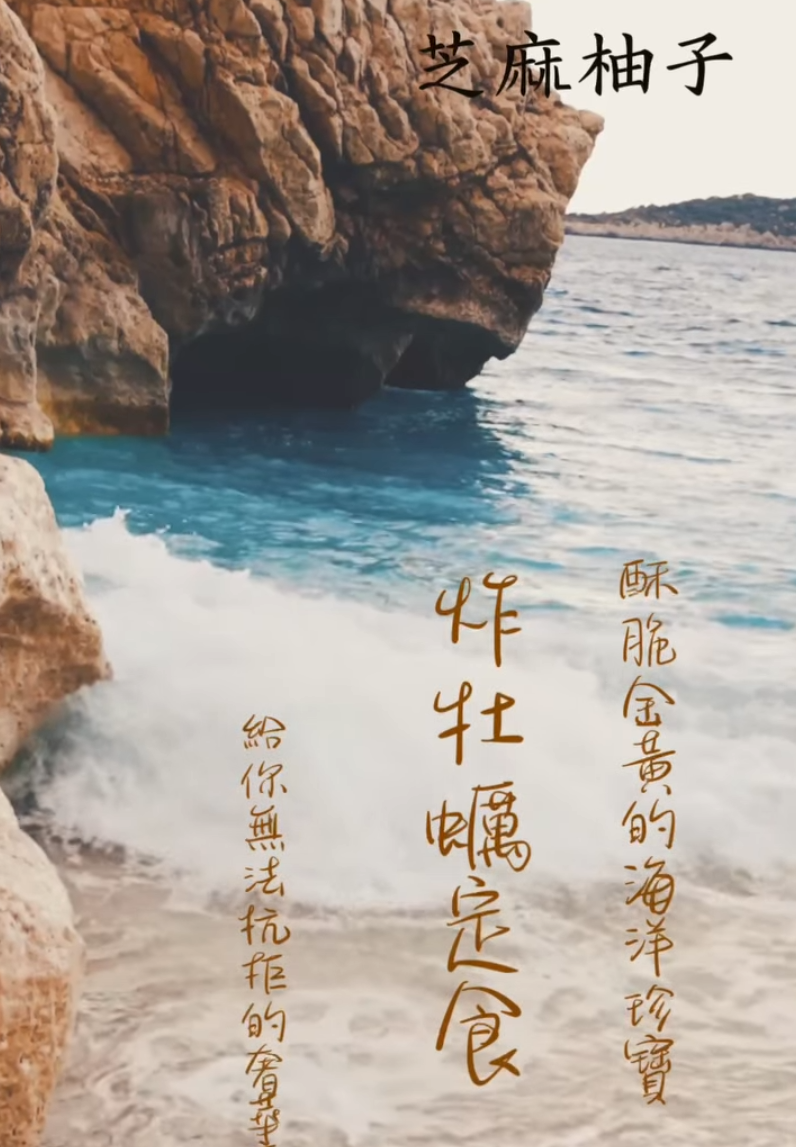 芝麻柚子
酥脆金黃的海洋珍寶
炸牡蠣定食
給你無法抗拒的奢華